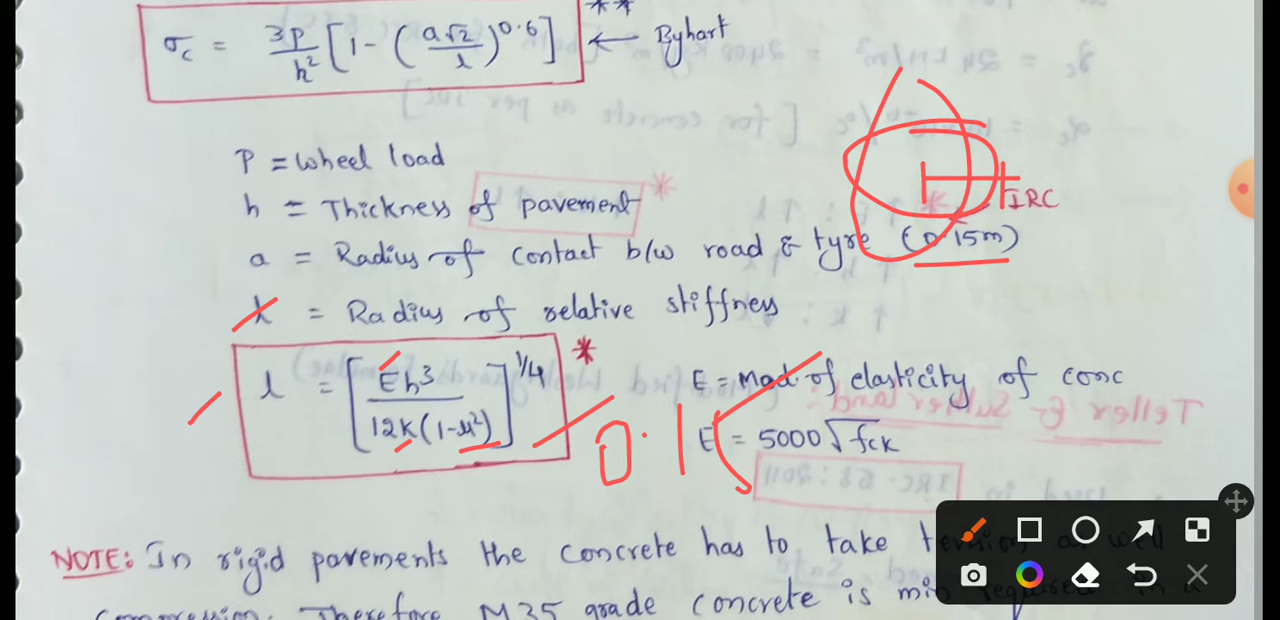 σc = 3P/h² [1 - (a√2/l)^0.6] ** ← Byhart
P = Wheel load
h = Thickness of pavement *
IRC
a = Radius of contact b/w road & tyre (0.15m)
l = Radius of relative stiffness
l = [Eh³/12K(1-μ²)]^1/4 * E = Mod. of elasticity of conc
0.15 E = 5000√fck
NOTE: In rigid pavements the concrete has to take tension as well
compression. Therefore M35 grade concrete is min required in a